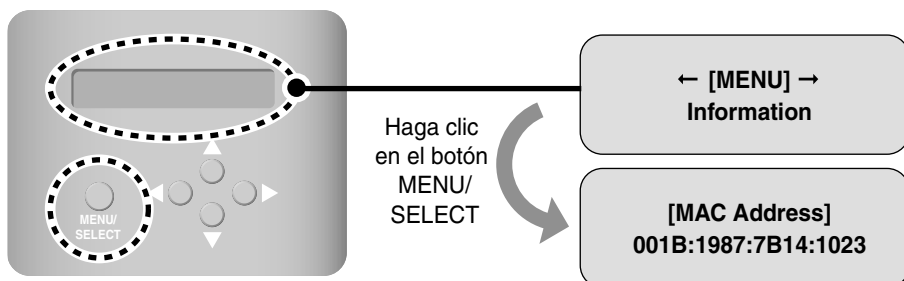 MENU/
SELECT
Haga clic
en el botón
MENU/
SELECT
← [MENU] →
Information
[MAC Address]
001B:1987:7B14:1023